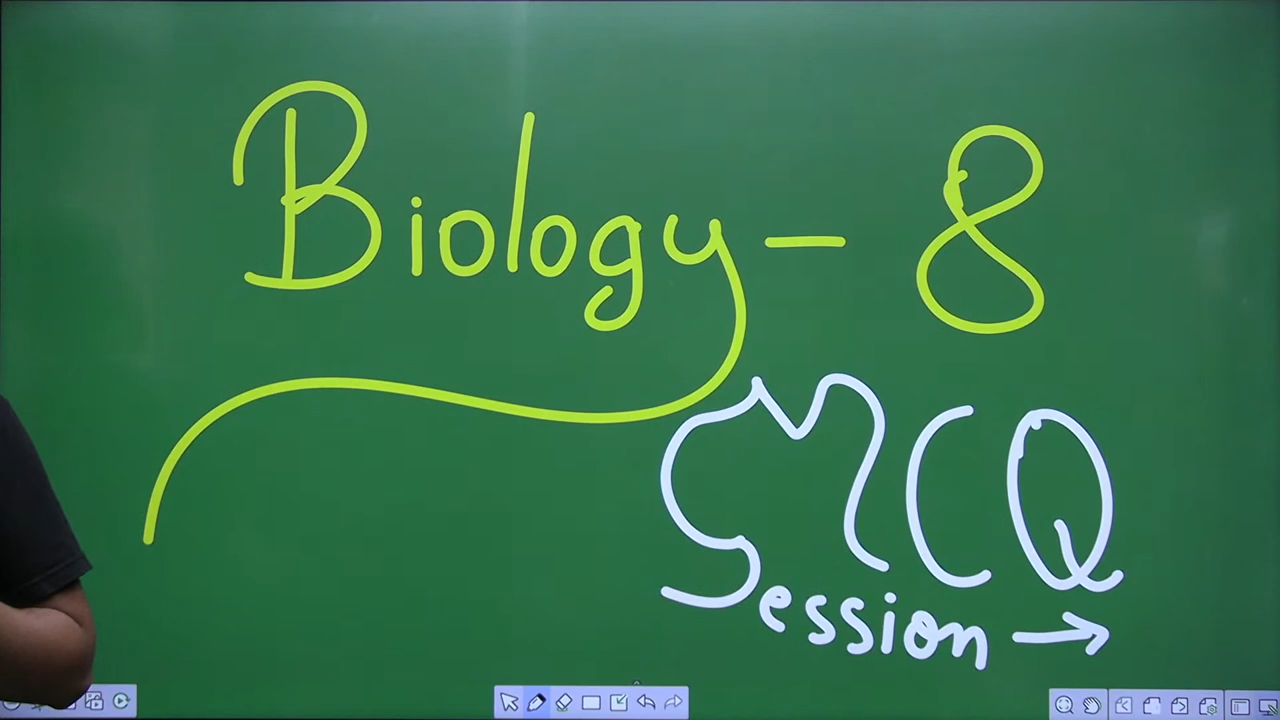 Biology - 8
MCQ
Session →